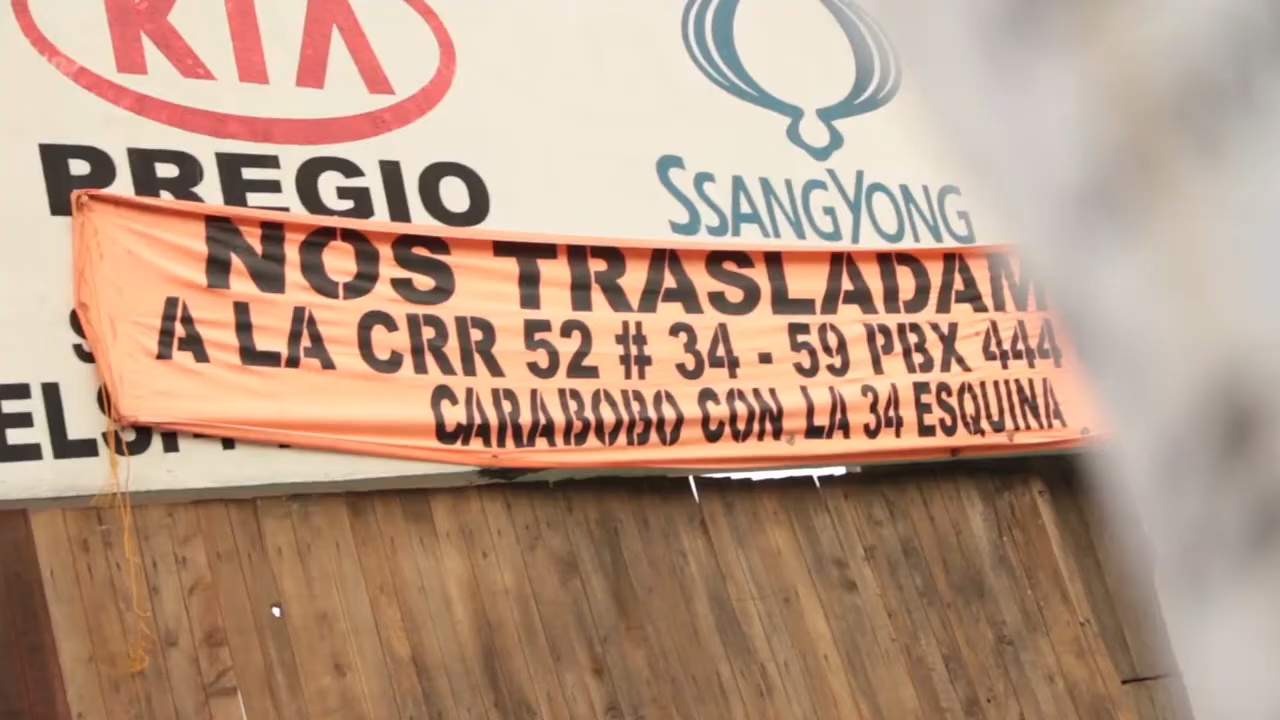 KIA
PREGIO
SSANGYONG
NOS TRASLADAM
A LA CRR 52 # 34 - 59 PBX 444
CARABOBO CON LA 34 ESQUINA